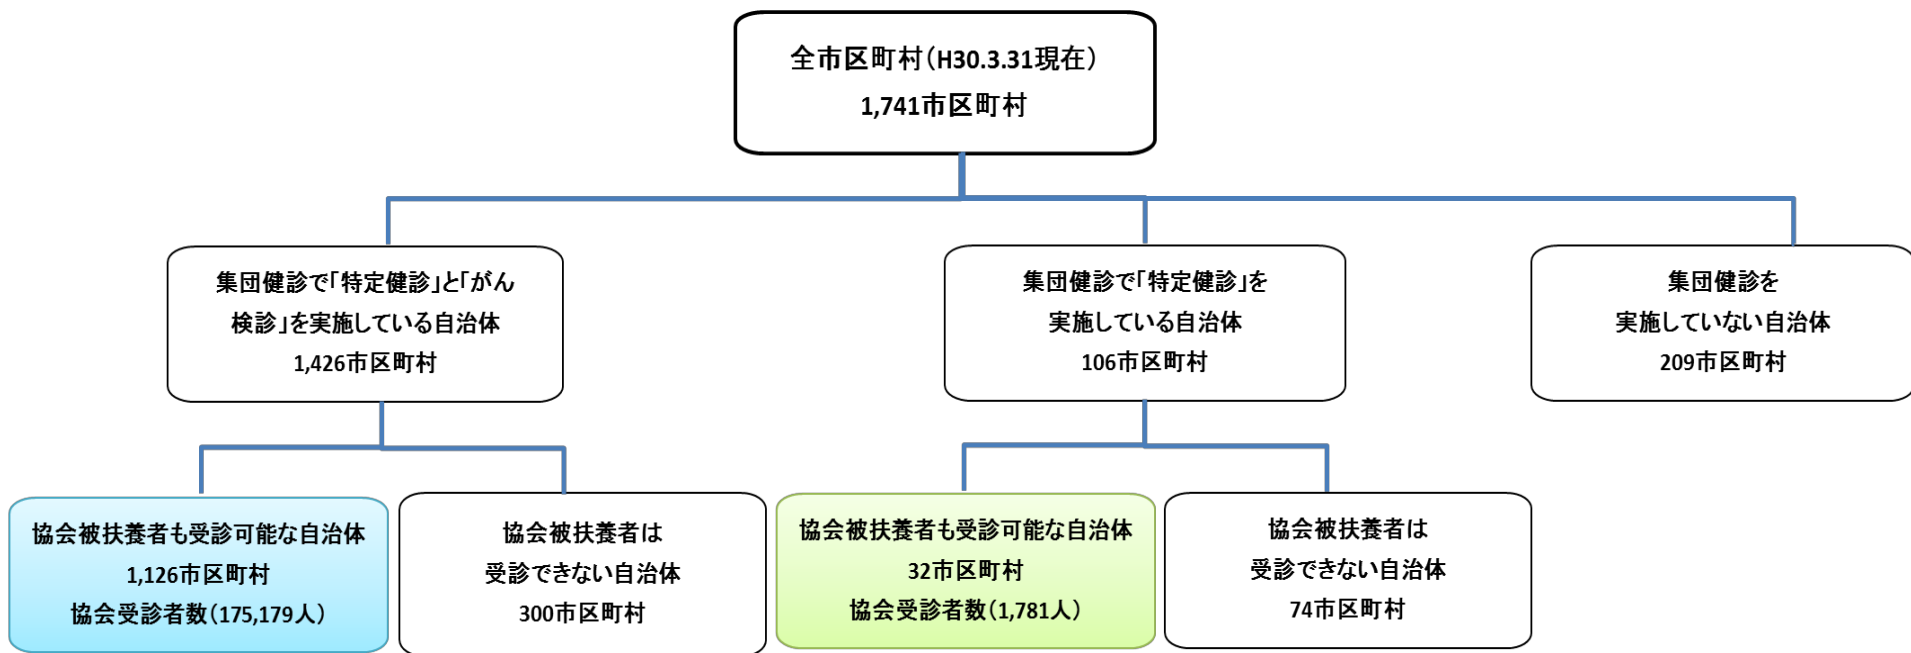 全市区町村(H30.3.31現在)
1,741市区町村
集団健診で｢特定健診｣と｢がん
検診｣を実施している自治体
1,426市区町村
集団健診で｢特定健診｣を
実施している自治体
106市区町村
集団健診を
実施していない自治体
209市区町村
協会被扶養者も受診可能な自治体
1,126市区町村
協会受診者数(175,179人)
協会被扶養者は
受診できない自治体
300市区町村
協会被扶養者も受診可能な自治体
32市区町村
協会受診者数(1,781人)
協会被扶養者は
受診できない自治体
74市区町村